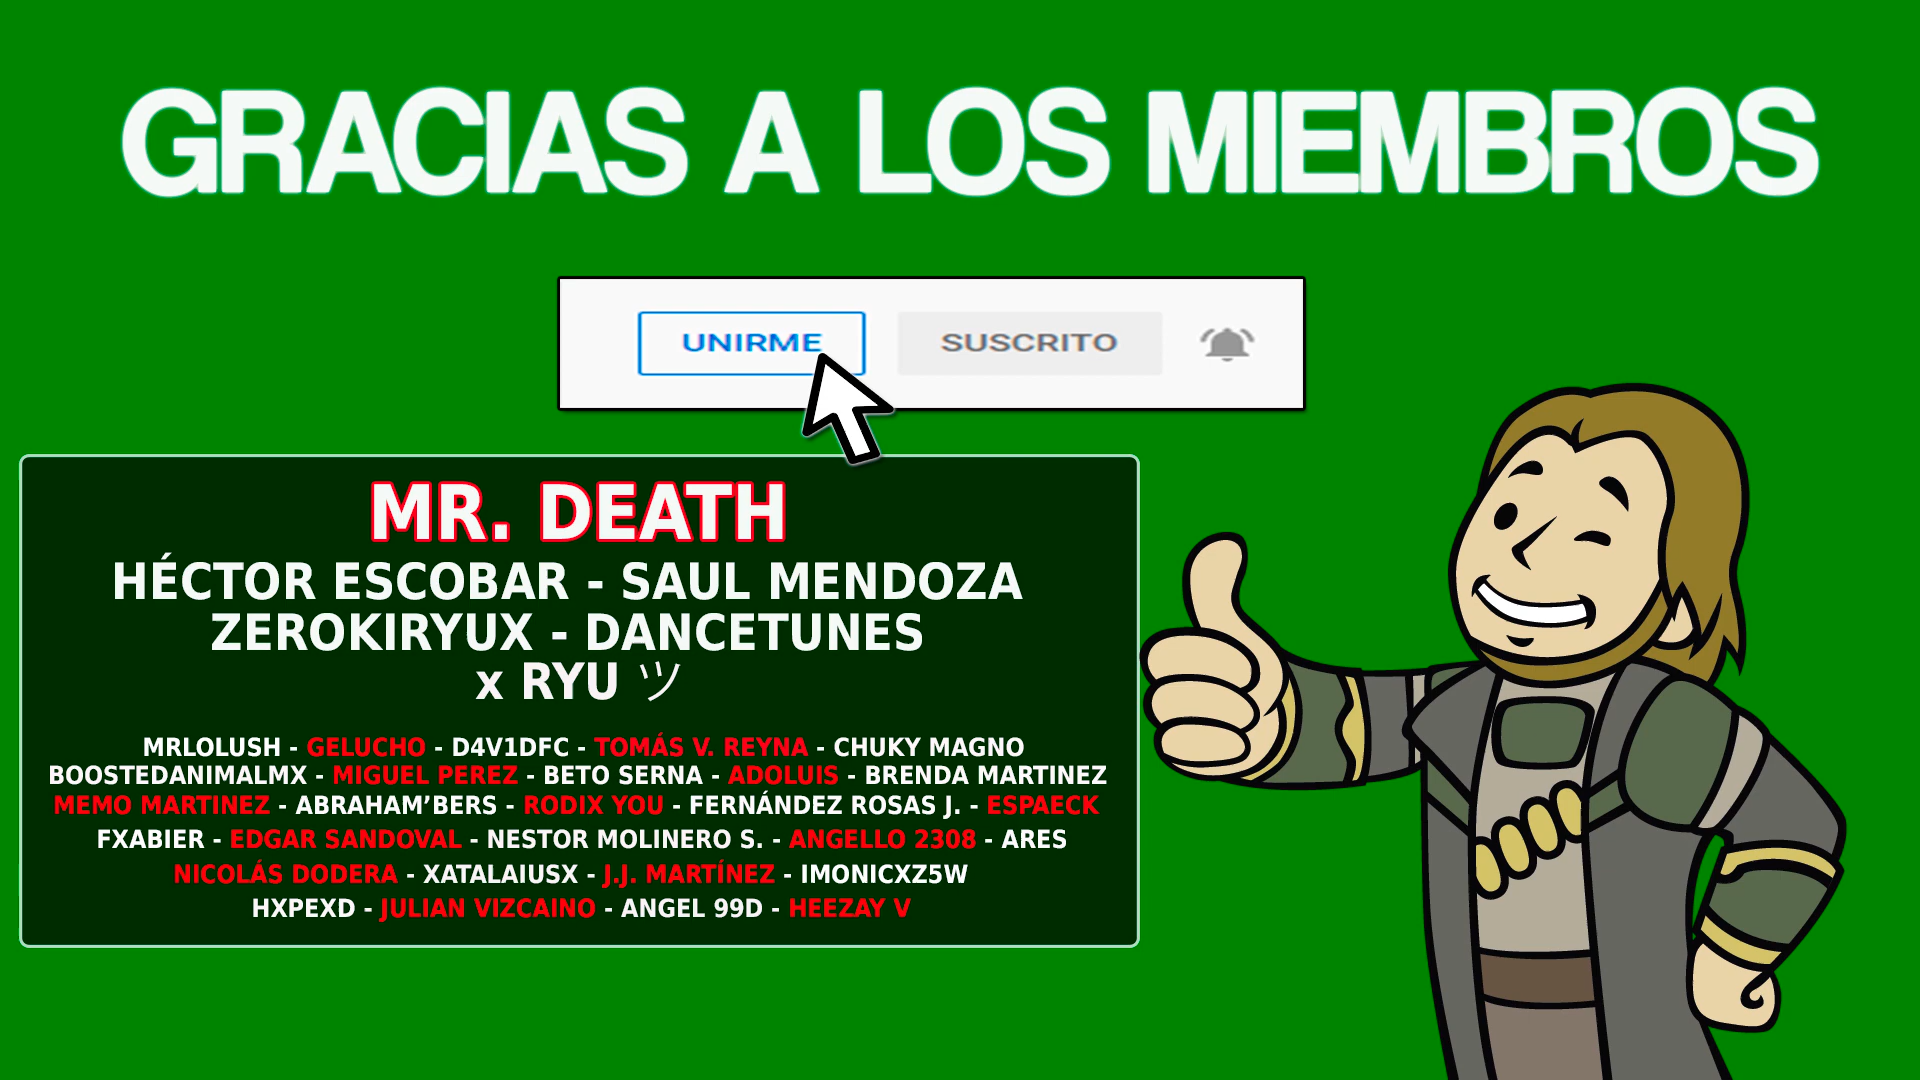 GRACIAS A LOS MIEMBROS
UNIRME SUSCRITO
MR. DEATH
HÉCTOR ESCOBAR - SAUL MENDOZA
ZEROKIRYUX - DANCETUNES
x RYU ツ
MRLOLUSH - GELUCHO - D4V1DFC - TOMÁS V. REYNA - CHUKY MAGNO
BOOSTEDANIMALMX - MIGUEL PEREZ - BETO SERNA - ADOLUIS - BRENDA MARTINEZ
MEMO MARTINEZ - ABRAHAM’BERS - RODIX YOU - FERNÁNDEZ ROSAS J. - ESPAECK
FXABIER - EDGAR SANDOVAL - NESTOR MOLINERO S. - ANGELLO 2308 - ARES
NICOLÁS DODERA - XATALAIUSX - J.J. MARTÍNEZ - IMONICXZ5W
HXPEXD - JULIAN VIZCAINO - ANGEL 99D - HEEZAY V